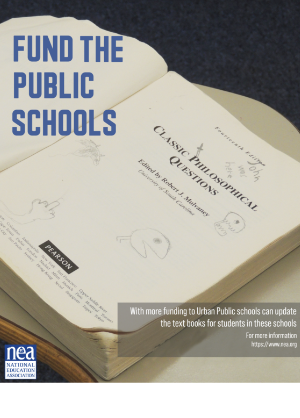 FUND THE
PUBLIC
SCHOOLS
Fourteenth Edition
CLASSIC PHILOSOPHICAL
QUESTIONS
Edited by Robert J. Mulvaney
University of South Carolina
PEARSON
With more funding to Urban Public schools can update
the text books for students in these schools
For more information
https://www.nea.org
nea
NATIONAL
EDUCATION
ASSOCIATION